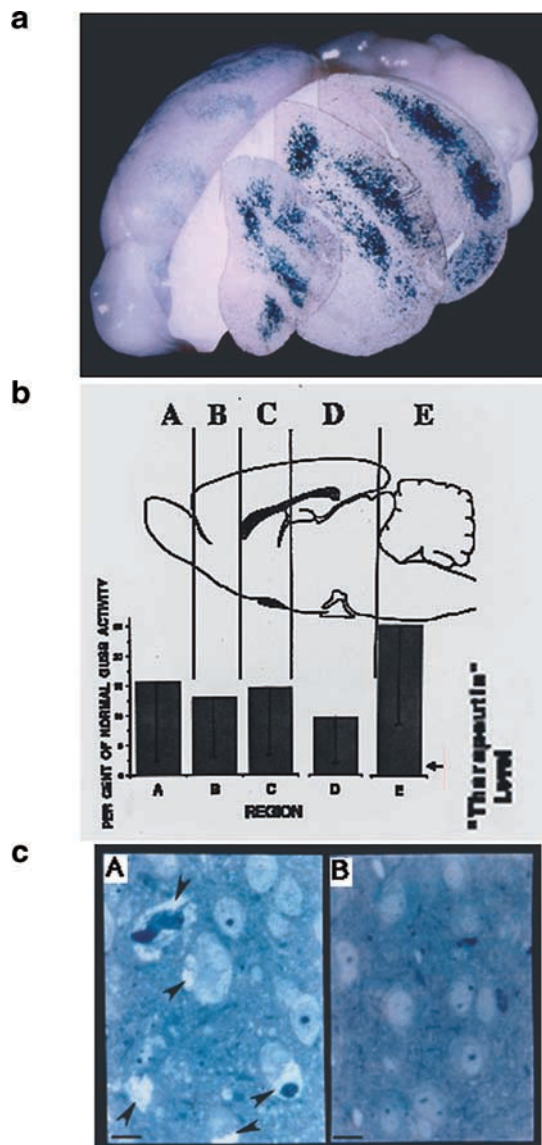 a
b
A B C D E
PER CENT OF NORMAL GUSB ACTIVITY
A B C D E
REGION
"Therapeutic"
Level
c
A B